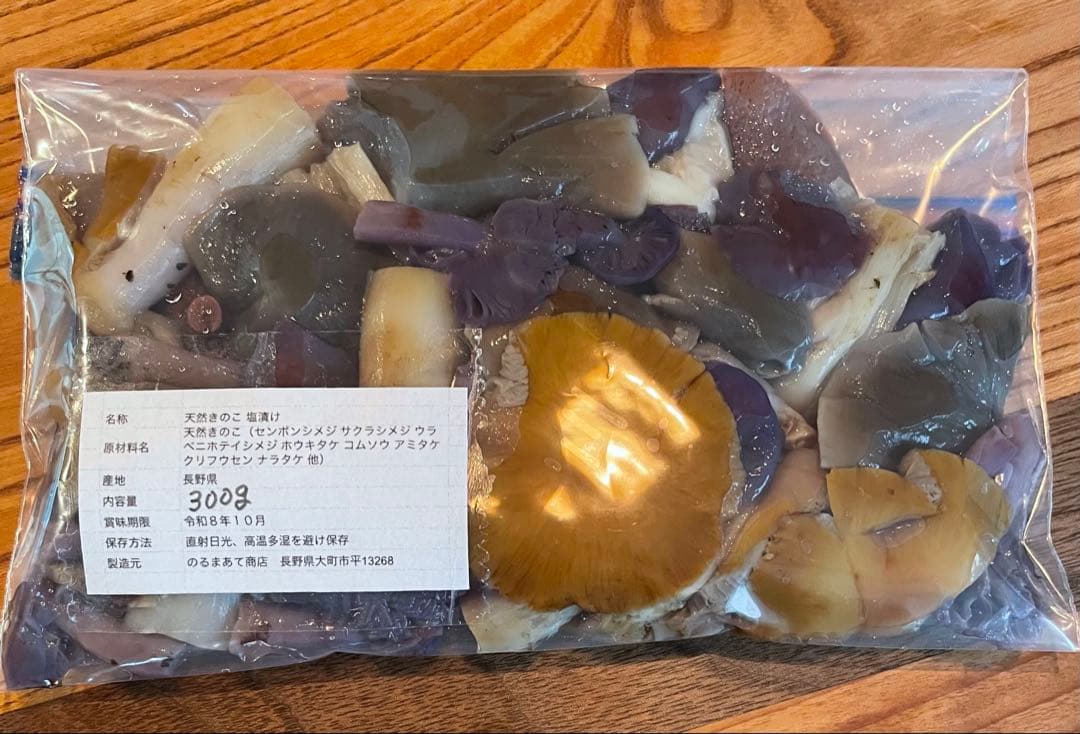 名称 天然きのこ 塩漬け
原材料名 天然きのこ（センボンシメジ サクラシメジ ウラ
ベニホテイシメジ ホウキタケ コムソウ アミタケ
クリフウセン ナラタケ 他）
産地 長野県
内容量 300g
賞味期限 令和8年10月
保存方法 直射日光、高温多湿を避け保存
製造元 のるまあて商店 長野県大町市平13268